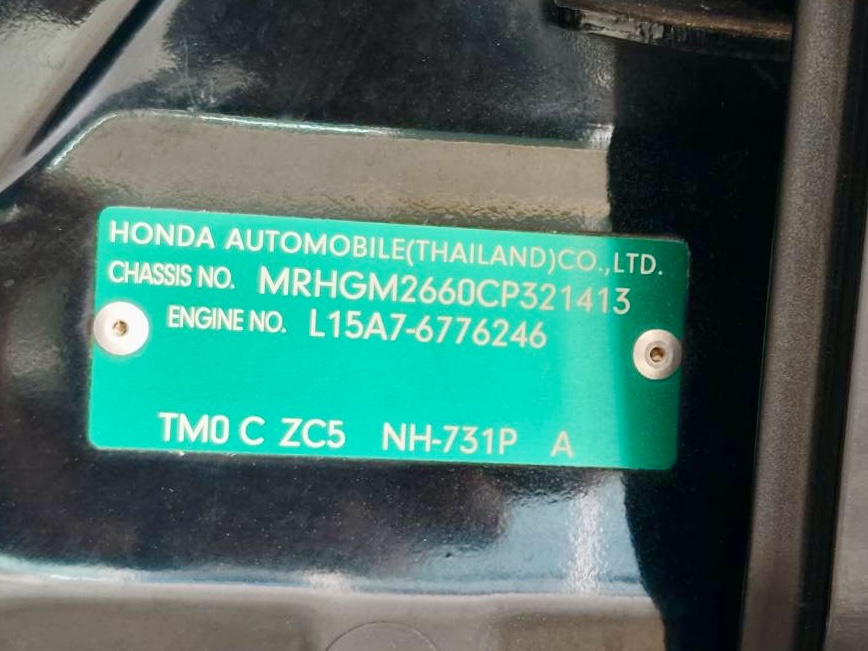 HONDA AUTOMOBILE(THAILAND)CO.,LTD.
CHASSIS NO. MRHGM2660CP321413
ENGINE NO. L15A7-6776246
TM0 C ZC5 NH-731P A